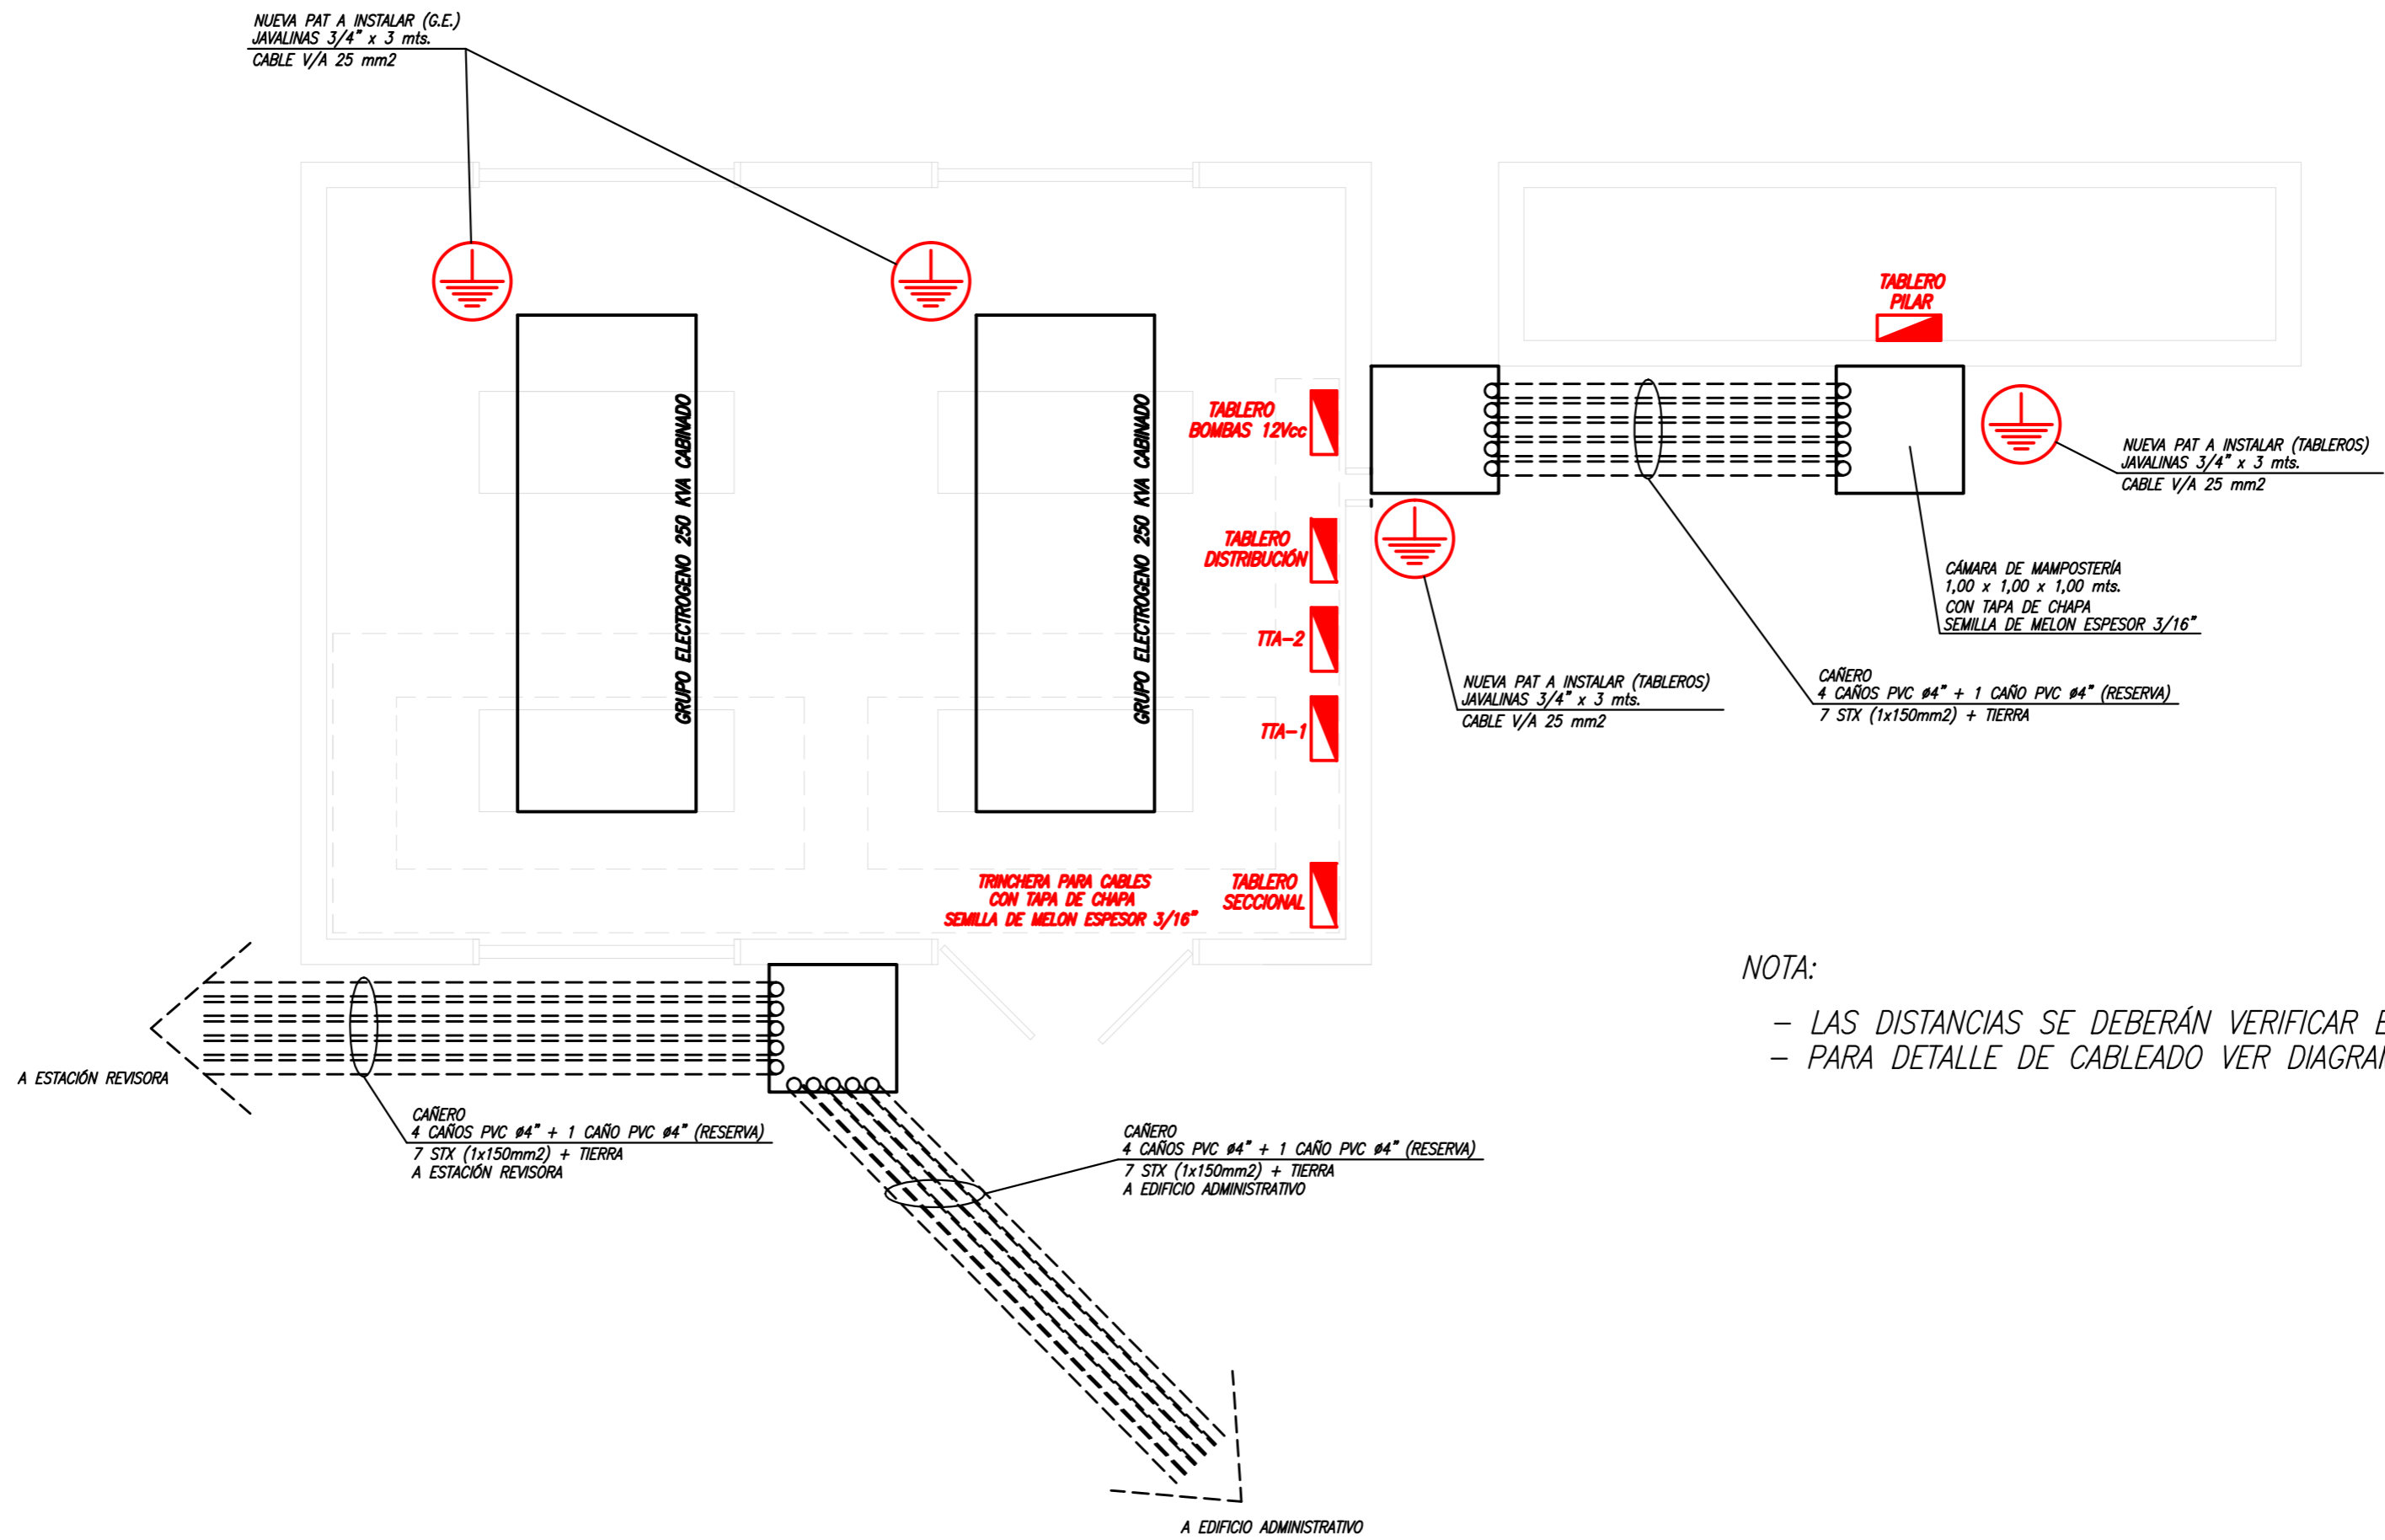 NUEVA PAT A INSTALAR (G.E.)
JAVALINAS 3/4" x 3 mts.
CABLE V/A 25 mm2
GRUPO ELECTROGENO 250 KVA CABINADO
GRUPO ELECTROGENO 250 KVA CABINADO
TABLERO
BOMBAS 12Vcc
TABLERO
DISTRIBUCIÓN
TTA-2
TTA-1
TABLERO
SECCIONAL
TRINCHERA PARA CABLES
CON TAPA DE CHAPA
SEMILLA DE MELON ESPESOR 3/16"
TABLERO
PILAR
NUEVA PAT A INSTALAR (TABLEROS)
JAVALINAS 3/4" x 3 mts.
CABLE V/A 25 mm2
CÁMARA DE MAMPOSTERÍA
1,00 x 1,00 x 1,00 mts.
CON TAPA DE CHAPA
SEMILLA DE MELON ESPESOR 3/16"
CAÑERO
4 CAÑOS PVC ø4" + 1 CAÑO PVC ø4" (RESERVA)
7 STX (1x150mm2) + TIERRA
NUEVA PAT A INSTALAR (TABLEROS)
JAVALINAS 3/4" x 3 mts.
CABLE V/A 25 mm2
NOTA:
- LAS DISTANCIAS SE DEBERÁN VERIFICAR
- PARA DETALLE DE CABLEADO VER
A ESTACIÓN REVISORA
CAÑERO
4 CAÑOS PVC ø4" + 1 CAÑO PVC ø4" (RESERVA)
7 STX (1x150mm2) + TIERRA
A ESTACIÓN REVISORA
CAÑERO
4 CAÑOS PVC ø4" + 1 CAÑO PVC ø4" (RESERVA)
7 STX (1x150mm2) + TIERRA
A EDIFICIO ADMINISTRATIVO
A EDIFICIO ADMINISTRATIVO